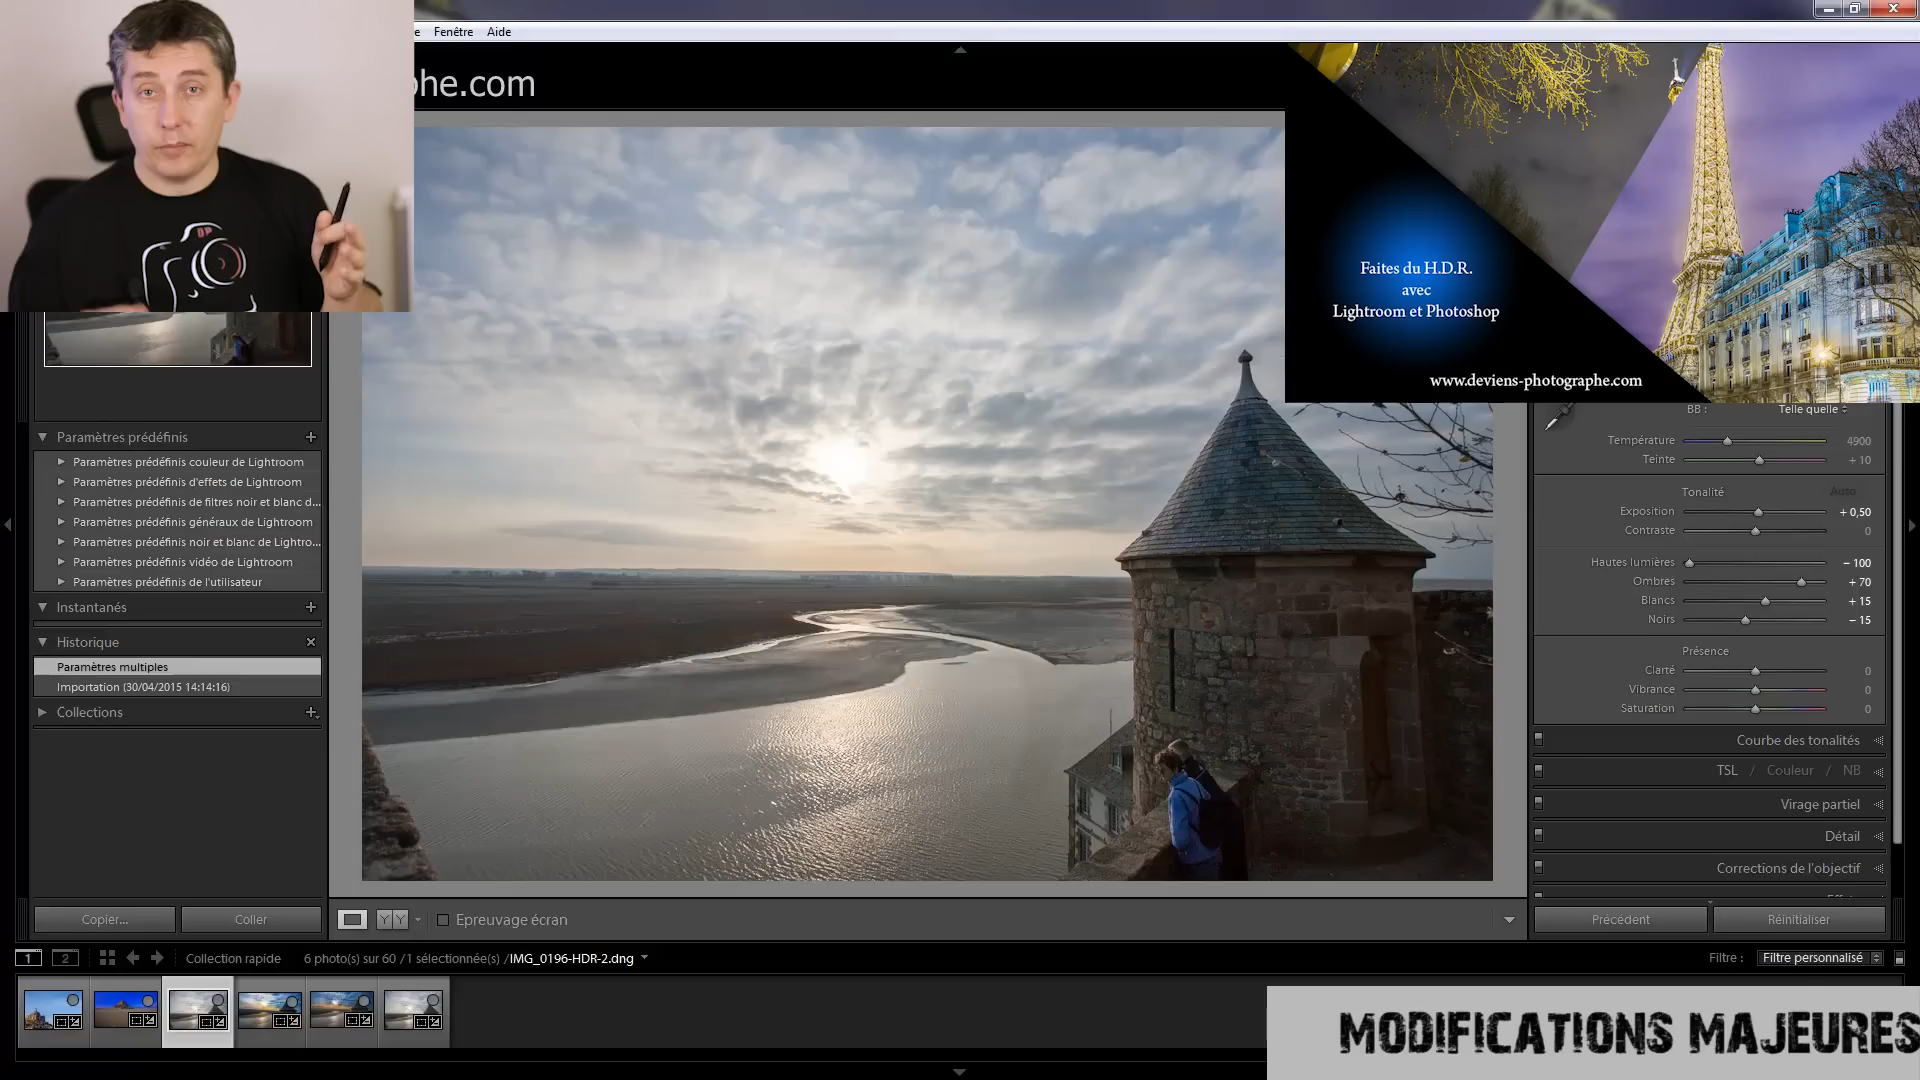 Fenêtre Aide
phe.com
DP
Faites du H.D.R.
avec
Lightroom et Photoshop
www.deviens-photographe.com
BB : Telle quelle
Température 4900
Teinte + 10
Tonalité Auto
Exposition + 0,50
Contraste 0
Hautes lumières − 100
Ombres + 70
Blancs + 15
Noirs − 15
Présence
Clarté 0
Vibrance 0
Saturation 0
Courbe des tonalités
TSL / Couleur / NB
Virage partiel
Détail
Corrections de l'objectif
Précédent Réinitialiser
Paramètres prédéfinis
Paramètres prédéfinis couleur de Lightroom
Paramètres prédéfinis d'effets de Lightroom
Paramètres prédéfinis de filtres noir et blanc d...
Paramètres prédéfinis généraux de Lightroom
Paramètres prédéfinis noir et blanc de Lightro...
Paramètres prédéfinis vidéo de Lightroom
Paramètres prédéfinis de l'utilisateur
Instantanés
Historique
Paramètres multiples
Importation (30/04/2015 14:14:16)
Collections
Copier... Coller
YY Epreuvage écran
1 2 Collection rapide 6 photo(s) sur 60 /1 sélectionnée(s) /IMG_0196-HDR-2.dng
Filtre : Filtre personnalisé
MODIFICATIONS MAJEURES